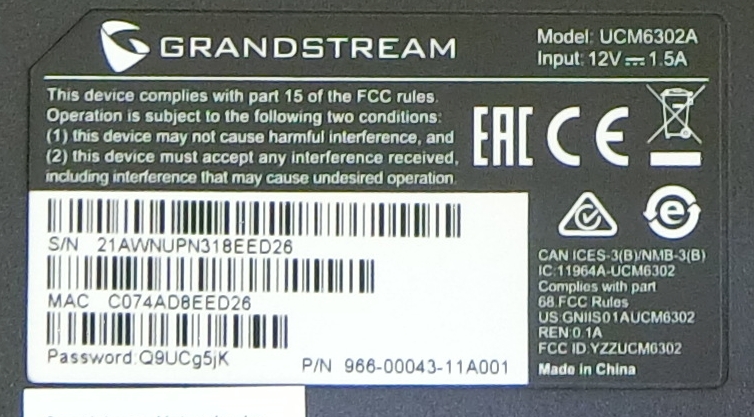 GRANDSTREAM
Model: UCM6302A
Input: 12V⎓1.5A
This device complies with part 15 of the FCC rules.
Operation is subject to the following two conditions:
(1) this device may not cause harmful interference, and
(2) this device must accept any interference received,
including interference that may cause undesired operation.
EAC CE
S/N 21AWNUPN318EED26
MAC C074AD8EED26
Password:Q9UCg5jK
P/N 966-00043-11A001
e
CAN ICES-3(B)/NMB-3(B)
IC:11964A-UCM6302
Complies with part
68,FCC Rules
US:GNIIS01AUCM6302
REN:0.1A
FCC ID:YZZUCM6302
Made in China